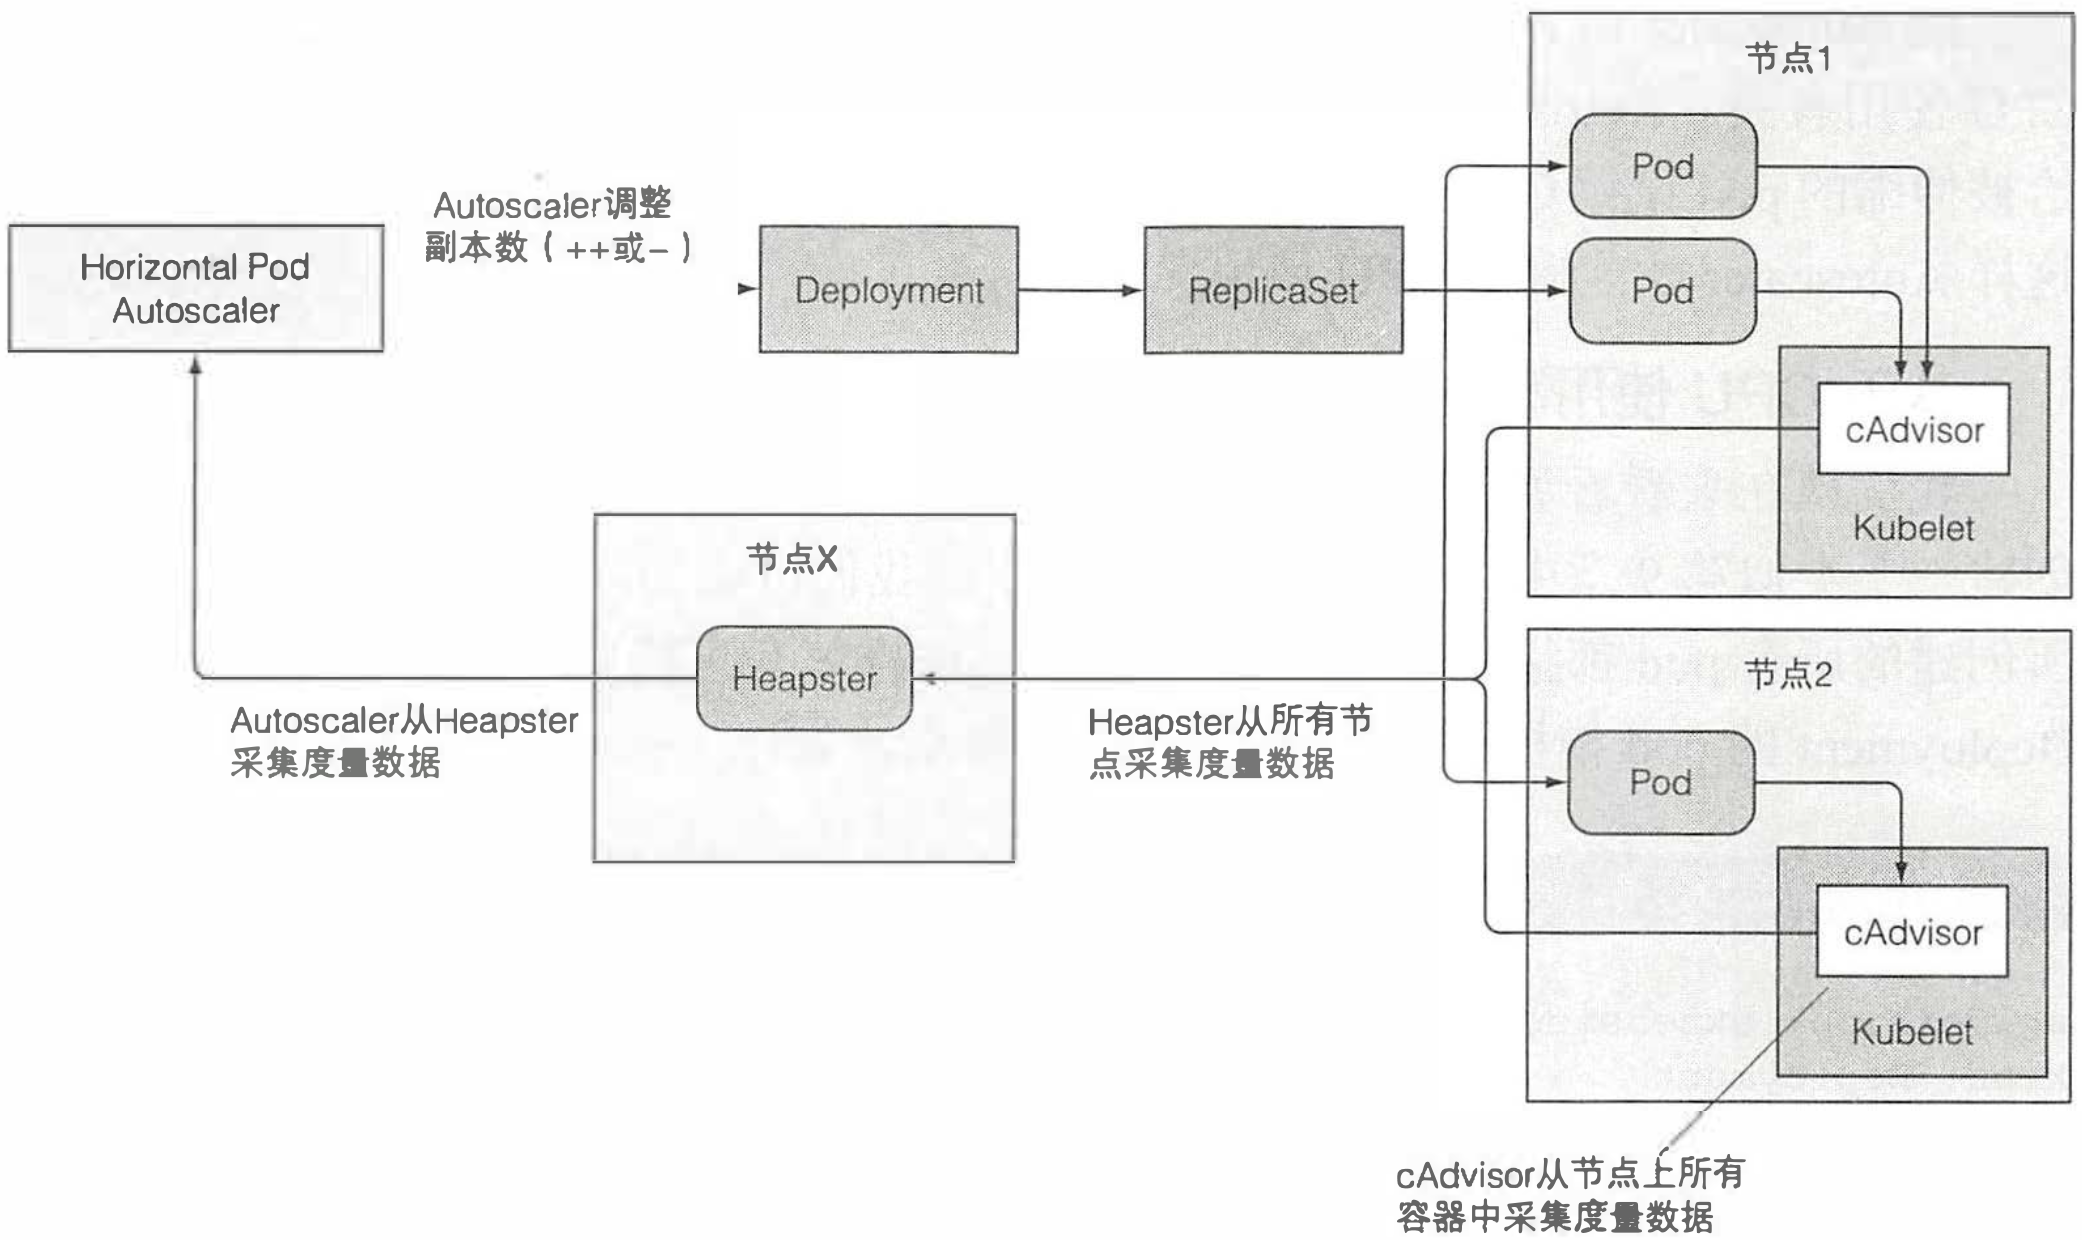 节点1
Pod
Autoscaler调整
副本数（++或–）
Horizontal Pod
Autoscaler
Deployment
ReplicaSet
Pod
cAdvisor
Kubelet
节点X
Heapster
Autoscaler从Heapster
采集度量数据
Heapster从所有节
点采集度量数据
节点2
Pod
cAdvisor
Kubelet
cAdvisor从节点上所有
容器中采集度量数据